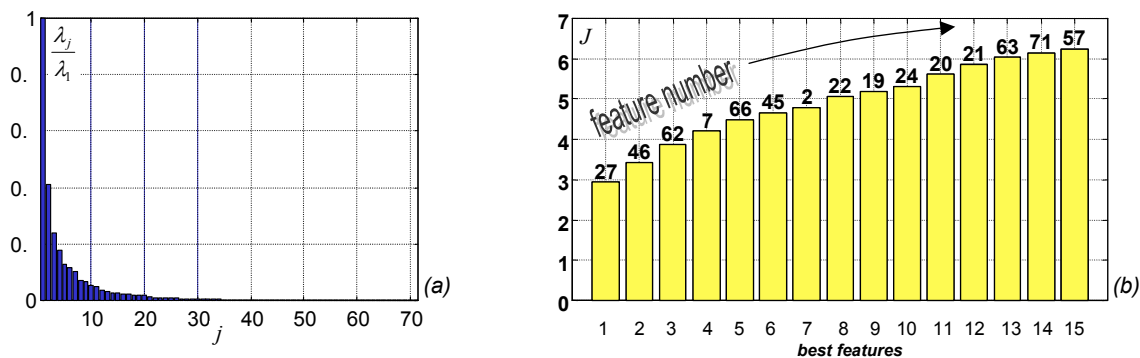 1
λj
λ1
0.
0.
0.
0.
0
10 20 30 40 50 60 70
j
(a)
7
6
5
4
3
2
1
0
J
feature number
27 46 62 7 66 45 2 22 19 24 20 21 63 71 57
1 2 3 4 5 6 7 8 9 10 11 12 13 14 15
best features
(b)